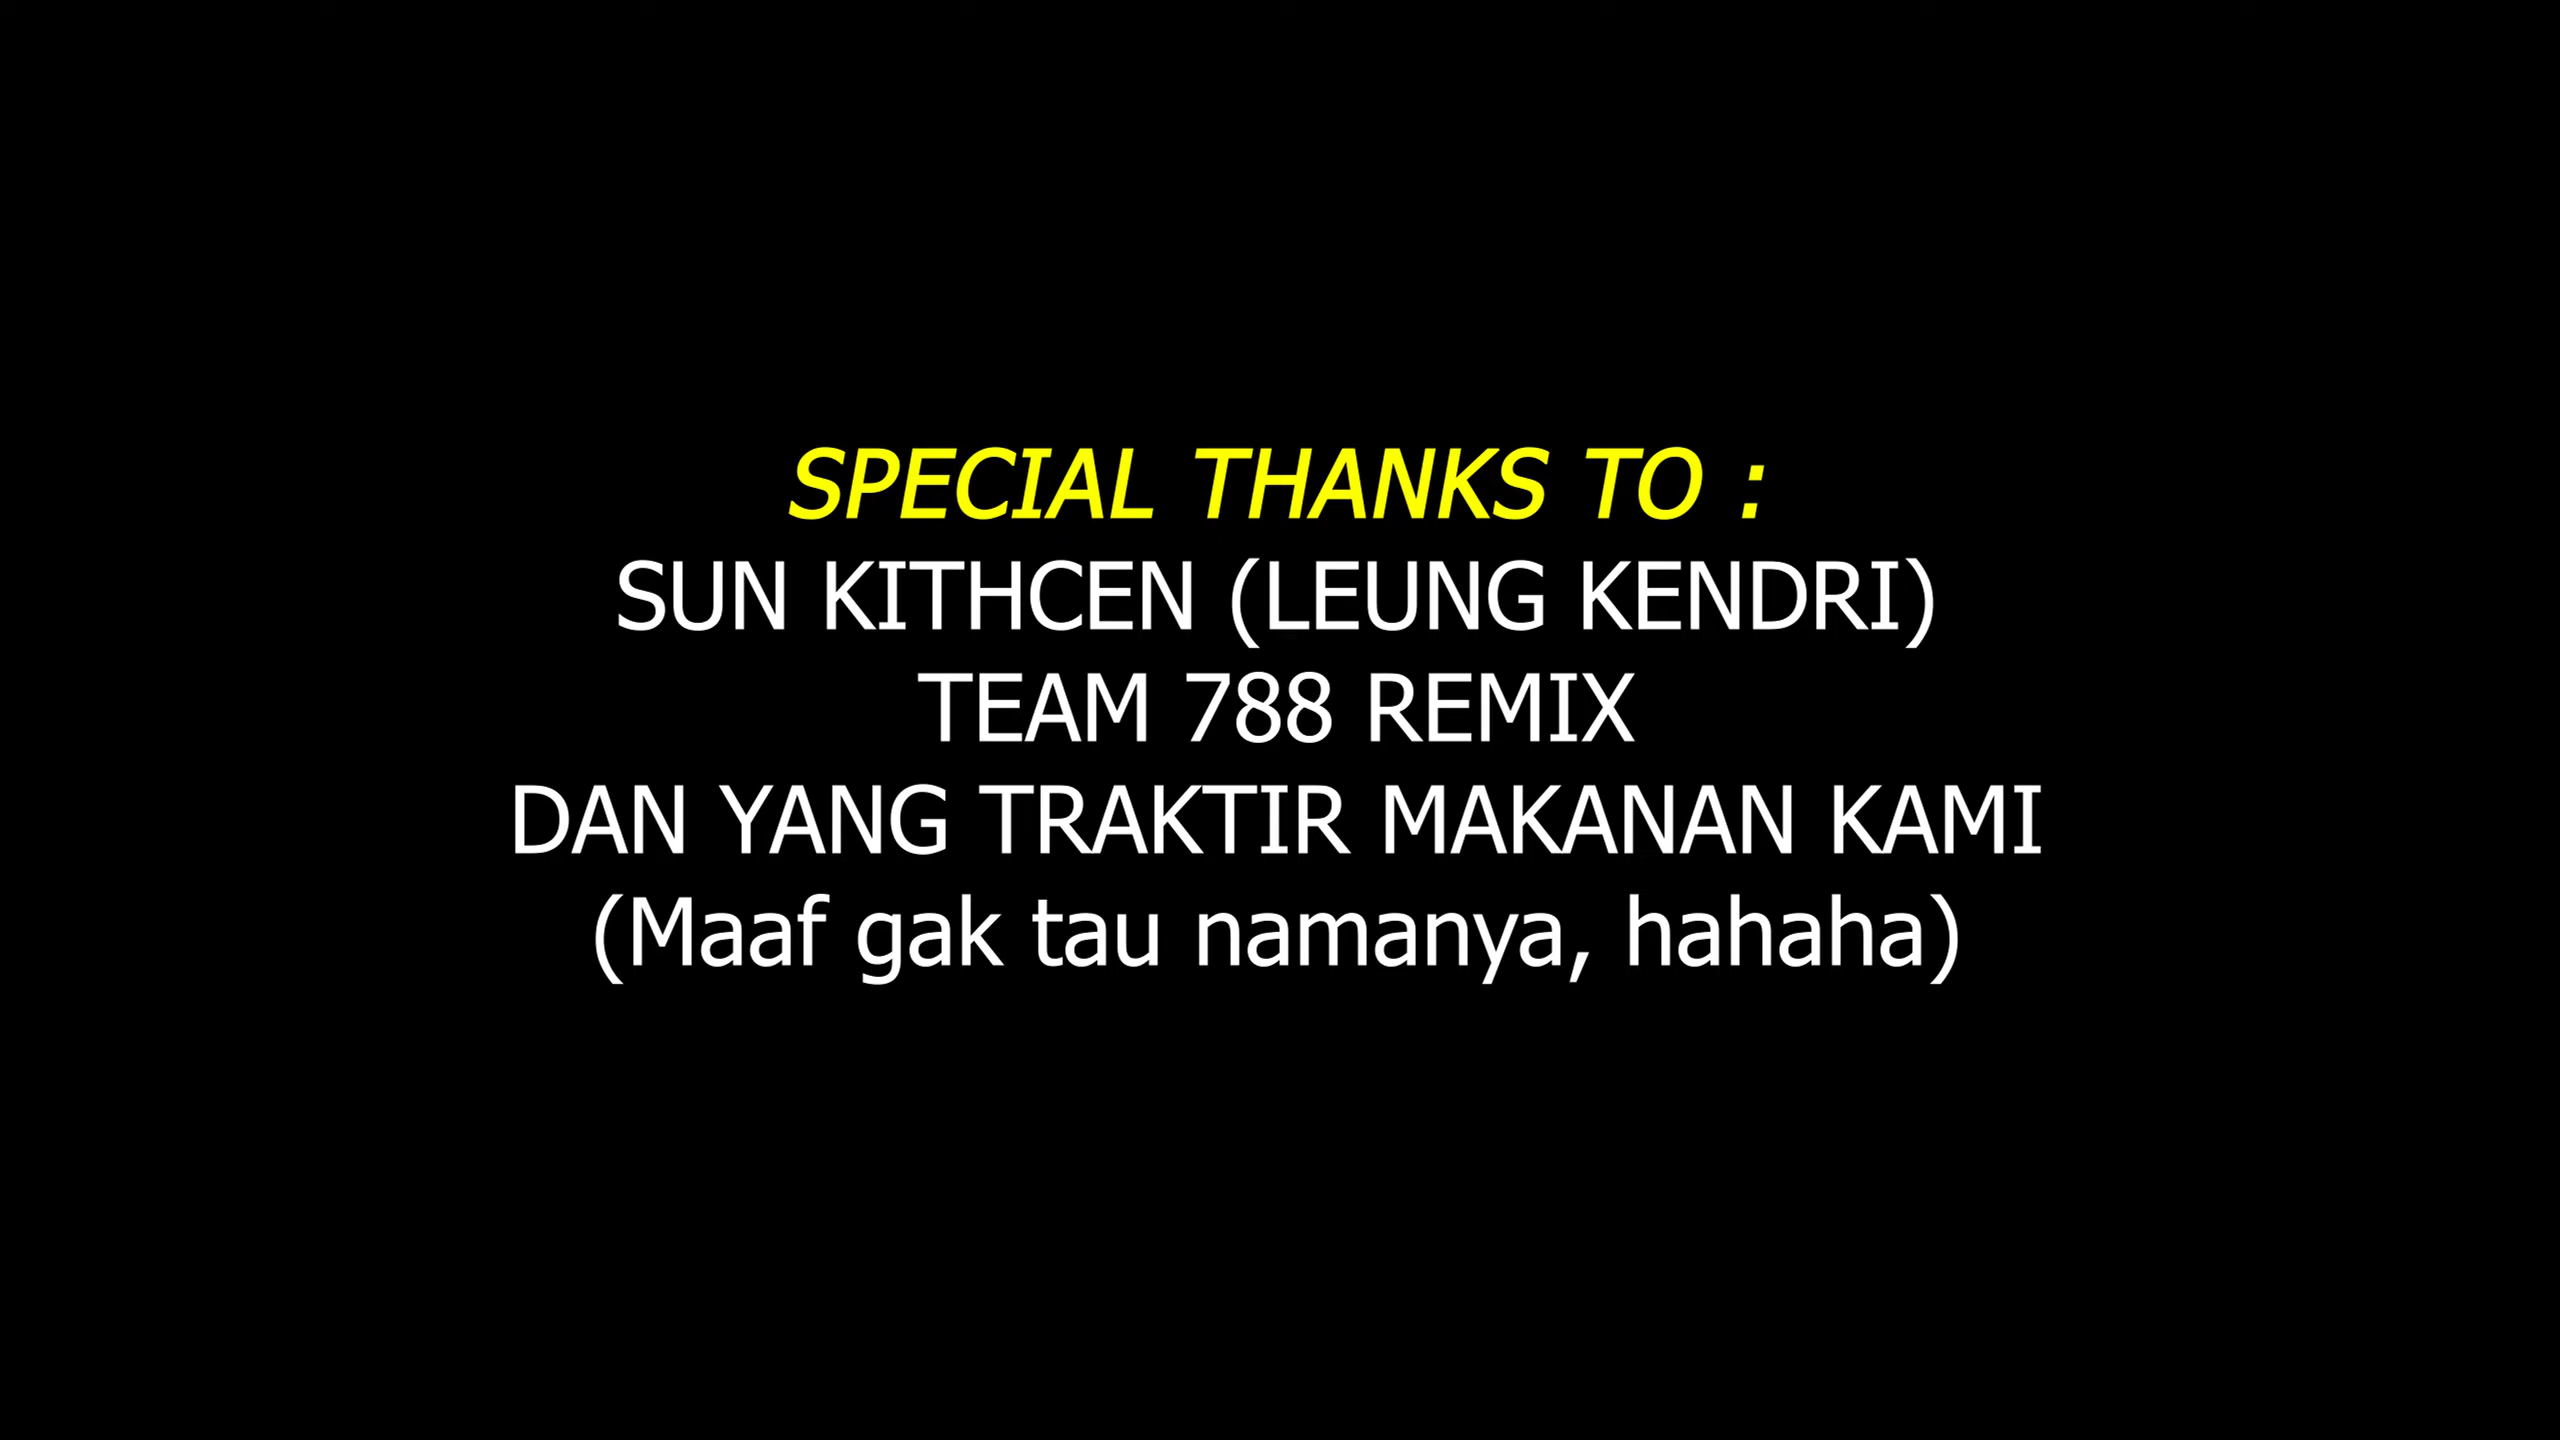 SPECIAL THANKS TO :
SUN KITHCEN (LEUNG KENDRI)
TEAM 788 REMIX
DAN YANG TRAKTIR MAKANAN KAMI
(Maaf gak tau namanya, hahaha)